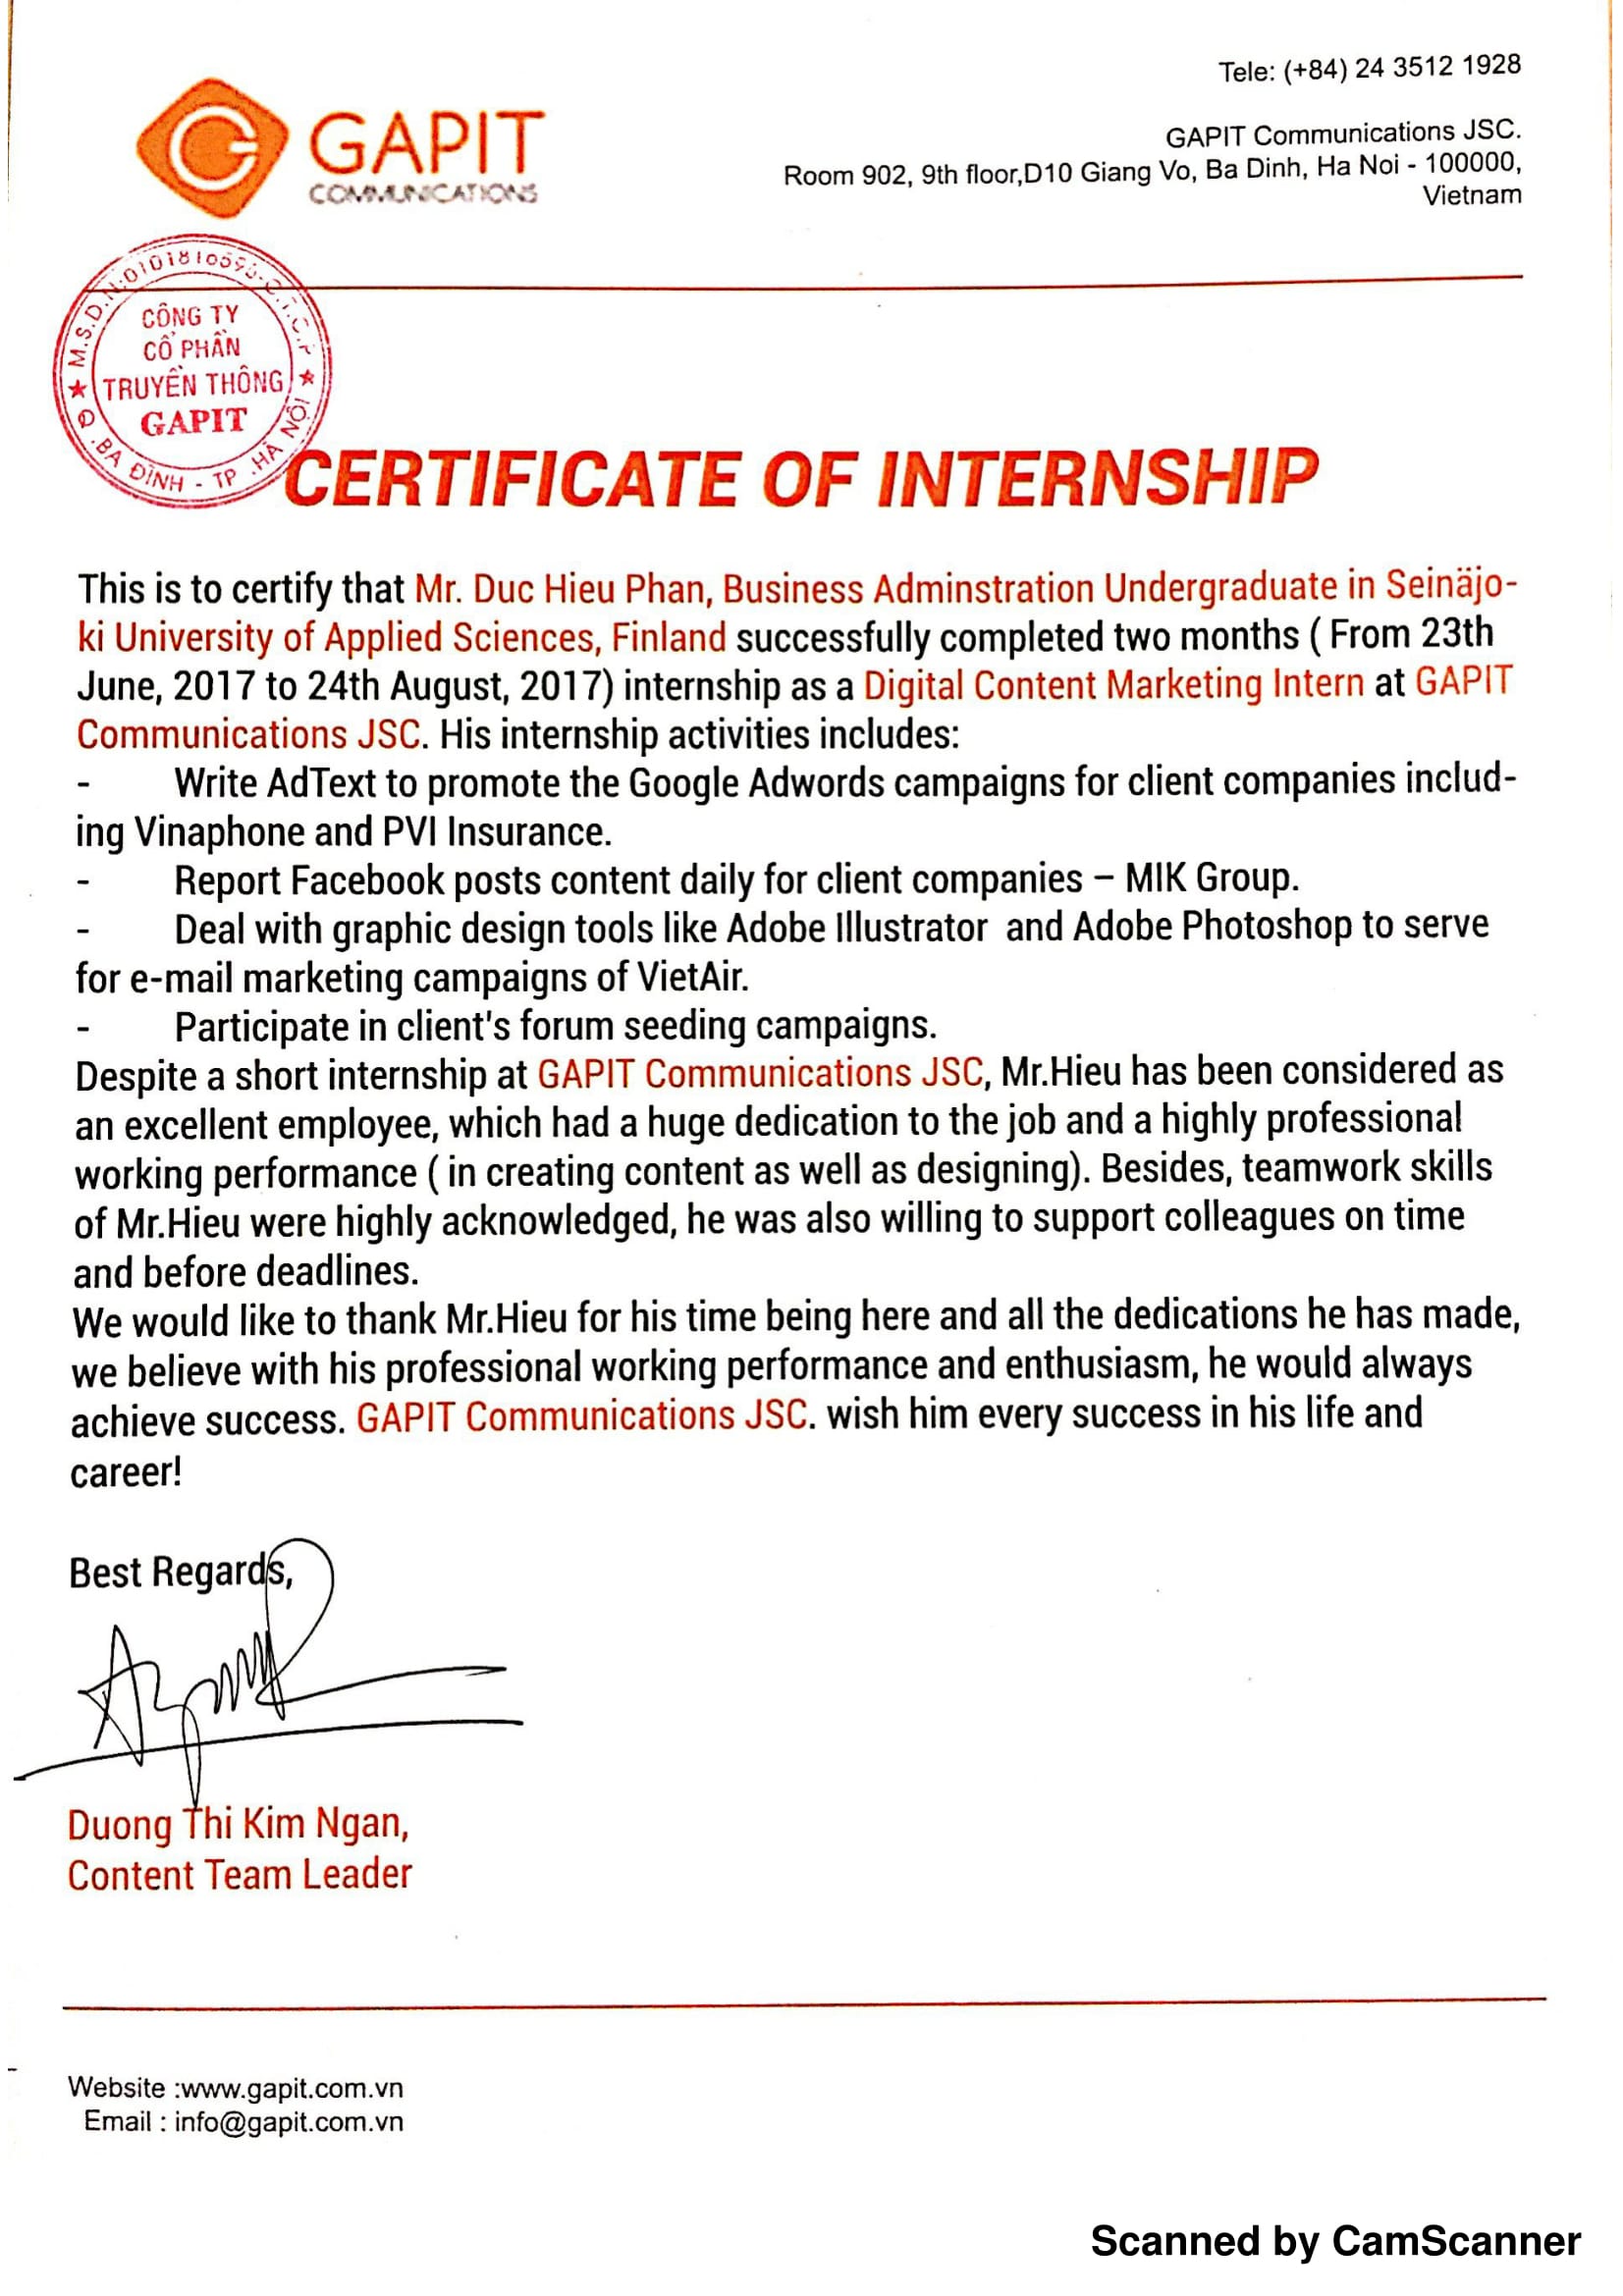 Tele: (+84) 24 3512 1928
GAPIT
COMMUNICATIONS
GAPIT Communications JSC.
Room 902, 9th floor,D10 Giang Vo, Ba Dinh, Ha Noi - 100000,
Vietnam
CÔNG TY
CỔ PHẦN
TRUYỀN THÔNG
GAPIT
Q.BA ĐÌNH - TP.HÀ NỘI
CERTIFICATE OF INTERNSHIP
This is to certify that Mr. Duc Hieu Phan, Business Adminstration Undergraduate in Seinäjo-
ki University of Applied Sciences, Finland successfully completed two months ( From 23th
June, 2017 to 24th August, 2017) internship as a Digital Content Marketing Intern at GAPIT
Communications JSC. His internship activities includes:
- Write AdText to promote the Google Adwords campaigns for client companies includ-
ing Vinaphone and PVI Insurance.
- Report Facebook posts content daily for client companies – MIK Group.
- Deal with graphic design tools like Adobe Illustrator and Adobe Photoshop to serve
for e-mail marketing campaigns of VietAir.
- Participate in client's forum seeding campaigns.
Despite a short internship at GAPIT Communications JSC, Mr.Hieu has been considered as
an excellent employee, which had a huge dedication to the job and a highly professional
working performance ( in creating content as well as designing). Besides, teamwork skills
of Mr.Hieu were highly acknowledged, he was also willing to support colleagues on time
and before deadlines.
We would like to thank Mr.Hieu for his time being here and all the dedications he has made,
we believe with his professional working performance and enthusiasm, he would always
achieve success. GAPIT Communications JSC. wish him every success in his life and
career!
Best Regards,
Duong Thi Kim Ngan,
Content Team Leader
Website :www.gapit.com.vn
Email : info@gapit.com.vn
Scanned by CamScanner